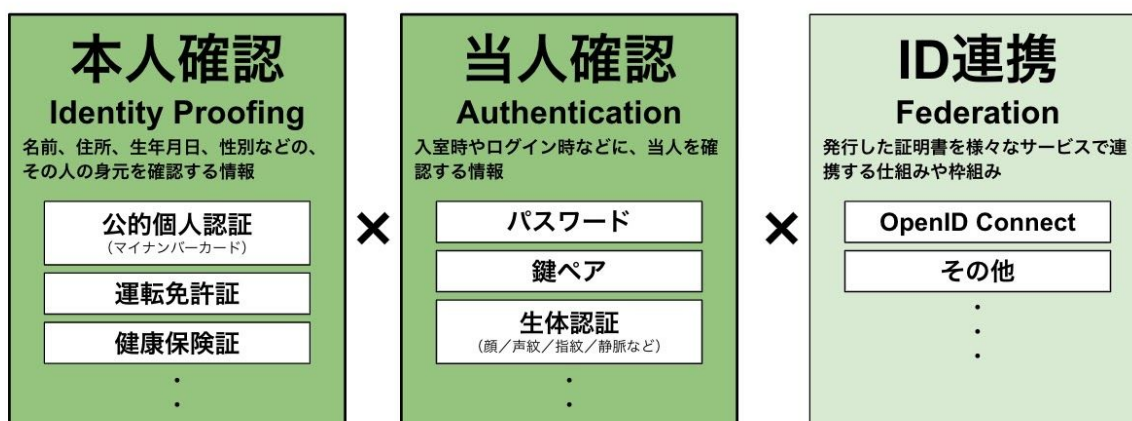 本人確認
Identity Proofing
名前、住所、生年月日、性別などの、
その人の身元を確認する情報
公的個人認証
（マイナンバーカード）
運転免許証
健康保険証
・
・
×
当人確認
Authentication
入室時やログイン時などに、当人を確
認する情報
パスワード
鍵ペア
生体認証
（顔／声紋／指紋／静脈など）
・
・
×
ID連携
Federation
発行した証明書を様々なサービスで連
携する仕組みや枠組み
OpenID Connect
その他
・
・
・